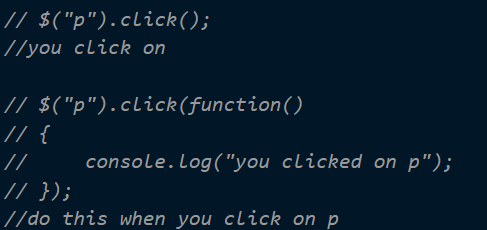 // $("p").click();
//you click on
// $("p").click(function()
// {
//     console.log("you clicked on p");
// });
//do this when you click on p